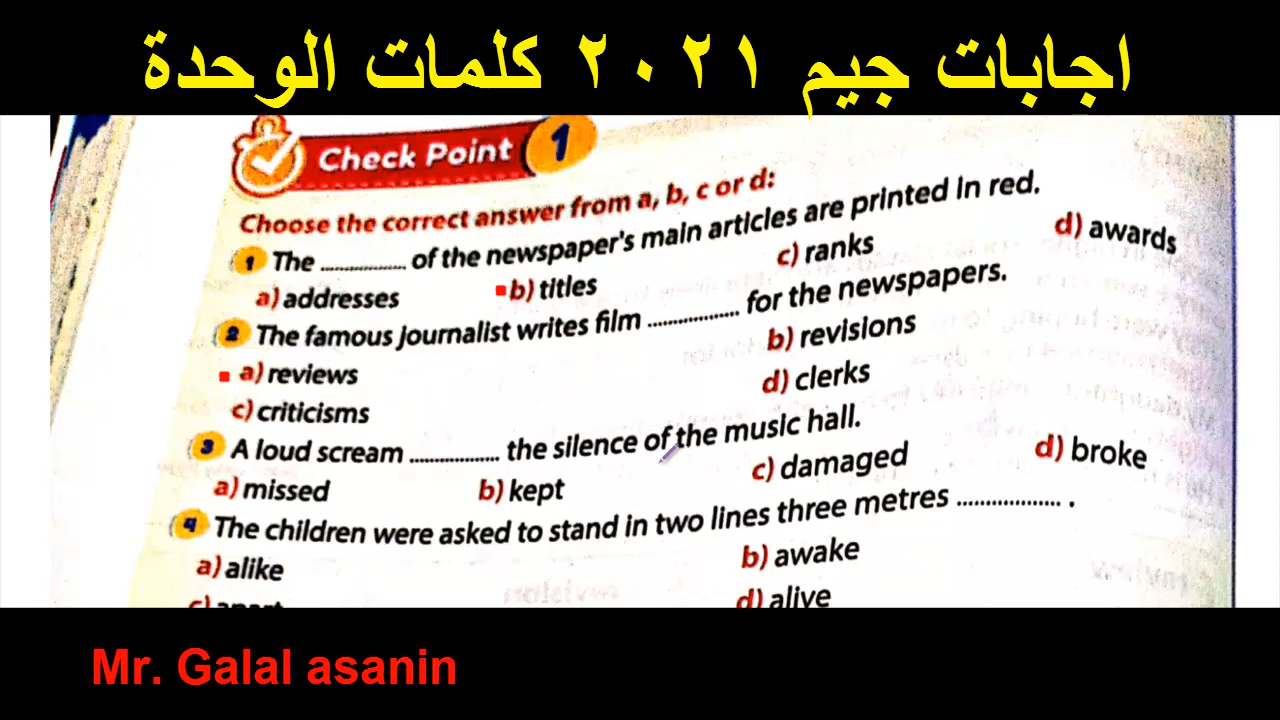 اجابات جيم ٢٠٢١ كلمات الوحدة
Check Point 1
Choose the correct answer from a, b, c or d:
1 The .................. of the newspaper's main articles are printed in red.
a) addresses b) titles c) ranks d) awards
2 The famous journalist writes film .................. for the newspapers.
a) reviews b) revisions
c) criticisms d) clerks
3 A loud scream .................. the silence of the music hall.
a) missed b) kept c) damaged d) broke
4 The children were asked to stand in two lines three metres .................. .
a) alike b) awake
c) apart d) alive
Mr. Galal asanin